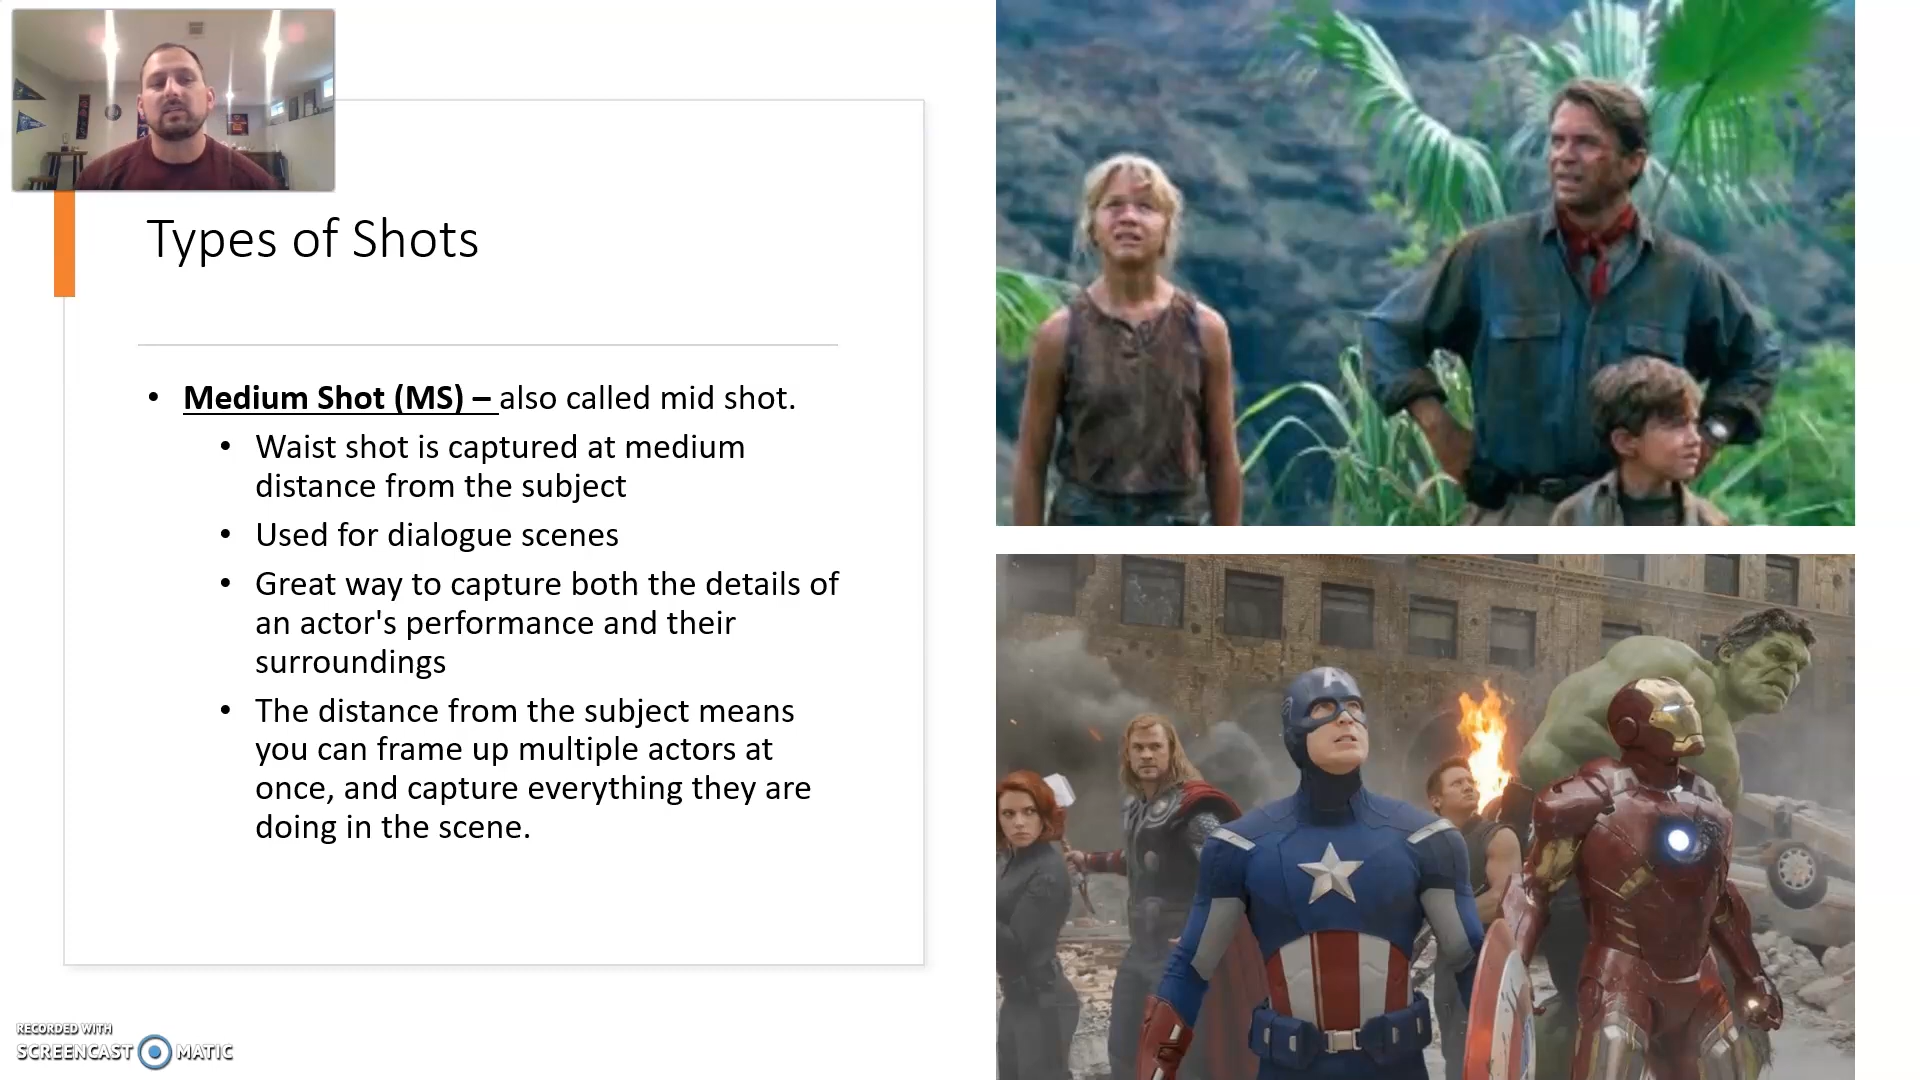 Types of Shots
• Medium Shot (MS) – also called mid shot.
• Waist shot is captured at medium
distance from the subject
• Used for dialogue scenes
• Great way to capture both the details of
an actor's performance and their
surroundings
• The distance from the subject means
you can frame up multiple actors at
once, and capture everything they are
doing in the scene.
A
RECORDED WITH
SCREENCAST MATIC